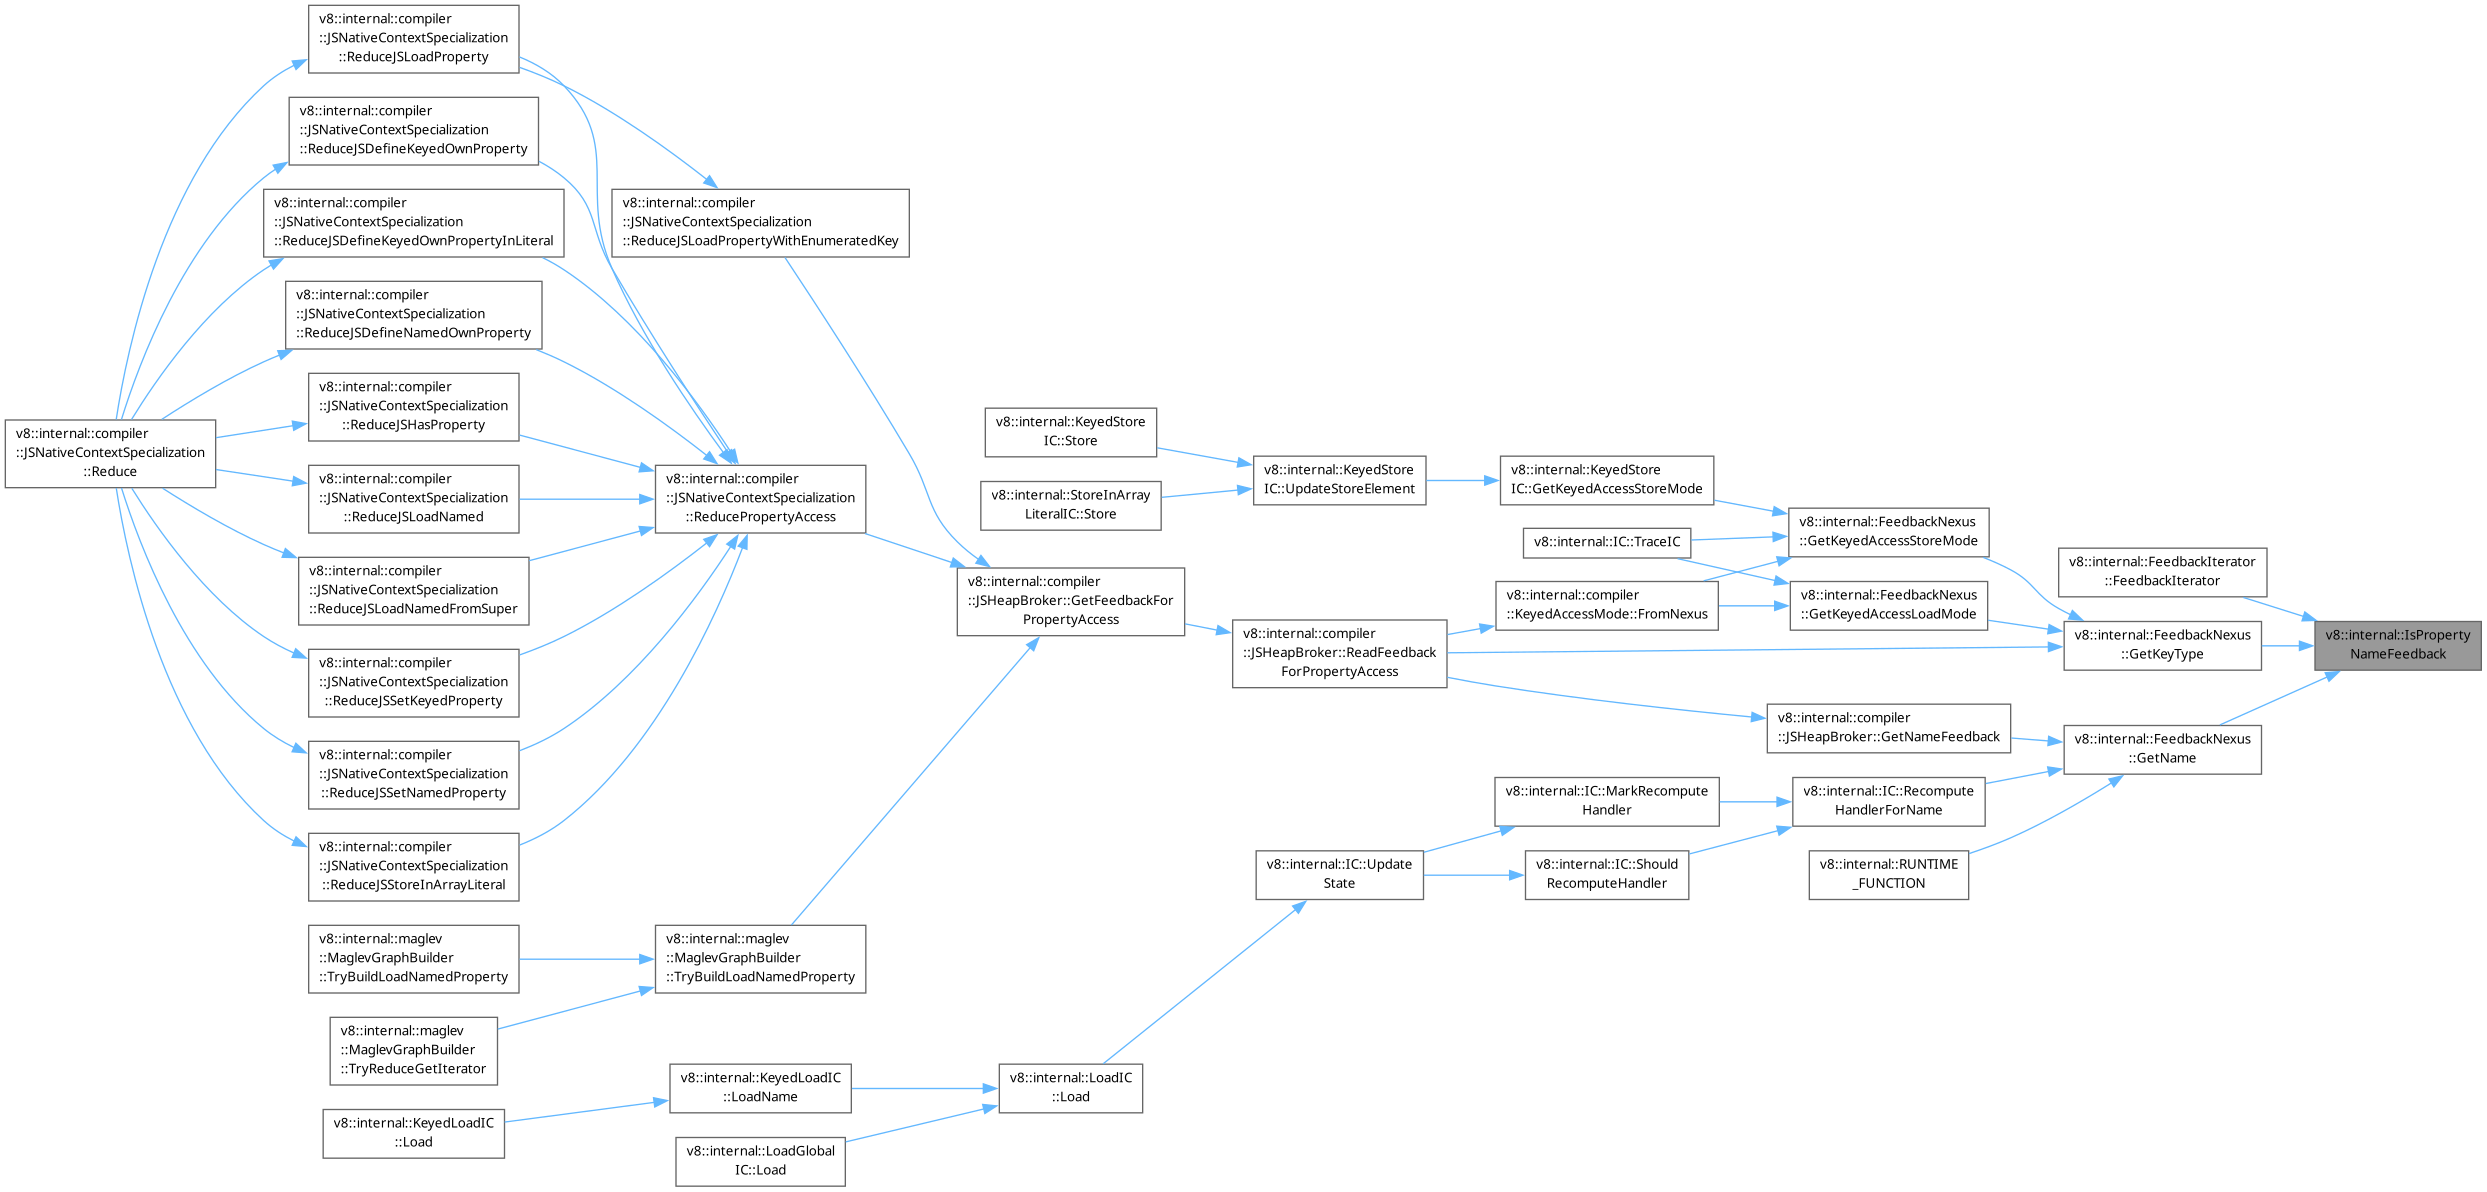 v8::internal::compiler
::JSNativeContextSpecialization
::Reduce
v8::internal::compiler
::JSNativeContextSpecialization
::ReduceJSLoadProperty
v8::internal::compiler
::JSNativeContextSpecialization
::ReduceJSDefineKeyedOwnProperty
v8::internal::compiler
::JSNativeContextSpecialization
::ReduceJSDefineKeyedOwnPropertyInLiteral
v8::internal::compiler
::JSNativeContextSpecialization
::ReduceJSDefineNamedOwnProperty
v8::internal::compiler
::JSNativeContextSpecialization
::ReduceJSHasProperty
v8::internal::compiler
::JSNativeContextSpecialization
::ReduceJSLoadNamed
v8::internal::compiler
::JSNativeContextSpecialization
::ReduceJSLoadNamedFromSuper
v8::internal::compiler
::JSNativeContextSpecialization
::ReduceJSSetKeyedProperty
v8::internal::compiler
::JSNativeContextSpecialization
::ReduceJSSetNamedProperty
v8::internal::compiler
::JSNativeContextSpecialization
::ReduceJSStoreInArrayLiteral
v8::internal::maglev
::MaglevGraphBuilder
::TryBuildLoadNamedProperty
v8::internal::maglev
::MaglevGraphBuilder
::TryReduceGetIterator
v8::internal::KeyedLoadIC
::Load
v8::internal::compiler
::JSNativeContextSpecialization
::ReduceJSLoadPropertyWithEnumeratedKey
v8::internal::compiler
::JSNativeContextSpecialization
::ReducePropertyAccess
v8::internal::maglev
::MaglevGraphBuilder
::TryBuildLoadNamedProperty
v8::internal::KeyedLoadIC
::LoadName
v8::internal::LoadGlobal
IC::Load
v8::internal::KeyedStore
IC::Store
v8::internal::StoreInArray
LiteralIC::Store
v8::internal::compiler
::JSHeapBroker::GetFeedbackFor
PropertyAccess
v8::internal::LoadIC
::Load
v8::internal::KeyedStore
IC::UpdateStoreElement
v8::internal::compiler
::JSHeapBroker::ReadFeedback
ForPropertyAccess
v8::internal::IC::Update
State
v8::internal::KeyedStore
IC::GetKeyedAccessStoreMode
v8::internal::IC::TraceIC
v8::internal::compiler
::KeyedAccessMode::FromNexus
v8::internal::IC::MarkRecompute
Handler
v8::internal::IC::Should
RecomputeHandler
v8::internal::FeedbackNexus
::GetKeyedAccessStoreMode
v8::internal::FeedbackNexus
::GetKeyedAccessLoadMode
v8::internal::compiler
::JSHeapBroker::GetNameFeedback
v8::internal::IC::Recompute
HandlerForName
v8::internal::RUNTIME
_FUNCTION
v8::internal::FeedbackIterator
::FeedbackIterator
v8::internal::FeedbackNexus
::GetKeyType
v8::internal::FeedbackNexus
::GetName
v8::internal::IsProperty
NameFeedback